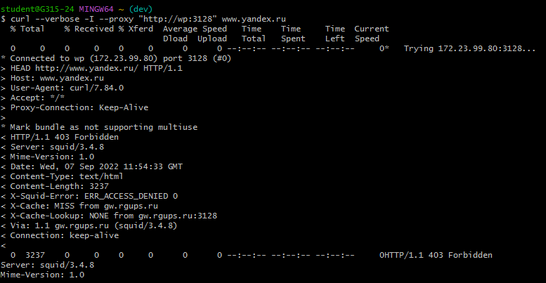 student@G315-24 MINGW64 ~ (dev)
$ curl --verbose -I --proxy "http://wp:3128" www.yandex.ru
  % Total    % Received % Xferd  Average Speed   Time    Time     Time  Current
                                 Dload  Upload   Total   Spent    Left  Speed
  0     0    0     0    0     0      0      0 --:--:-- --:--:-- --:--:--     0*   Trying 172.23.99.80:3128...
* Connected to wp (172.23.99.80) port 3128 (#0)
> HEAD http://www.yandex.ru/ HTTP/1.1
> Host: www.yandex.ru
> User-Agent: curl/7.84.0
> Accept: */*
> Proxy-Connection: Keep-Alive
>
* Mark bundle as not supporting multiuse
< HTTP/1.1 403 Forbidden
< Server: squid/3.4.8
< Mime-Version: 1.0
< Date: Wed, 07 Sep 2022 11:54:33 GMT
< Content-Type: text/html
< Content-Length: 3237
< X-Squid-Error: ERR_ACCESS_DENIED 0
< X-Cache: MISS from gw.rgups.ru
< X-Cache-Lookup: NONE from gw.rgups.ru:3128
< Via: 1.1 gw.rgups.ru (squid/3.4.8)
< Connection: keep-alive
<
  0  3237    0     0    0     0      0      0 --:--:-- --:--:-- --:--:--     0HTTP/1.1 403 Forbidden
Server: squid/3.4.8
Mime-Version: 1.0